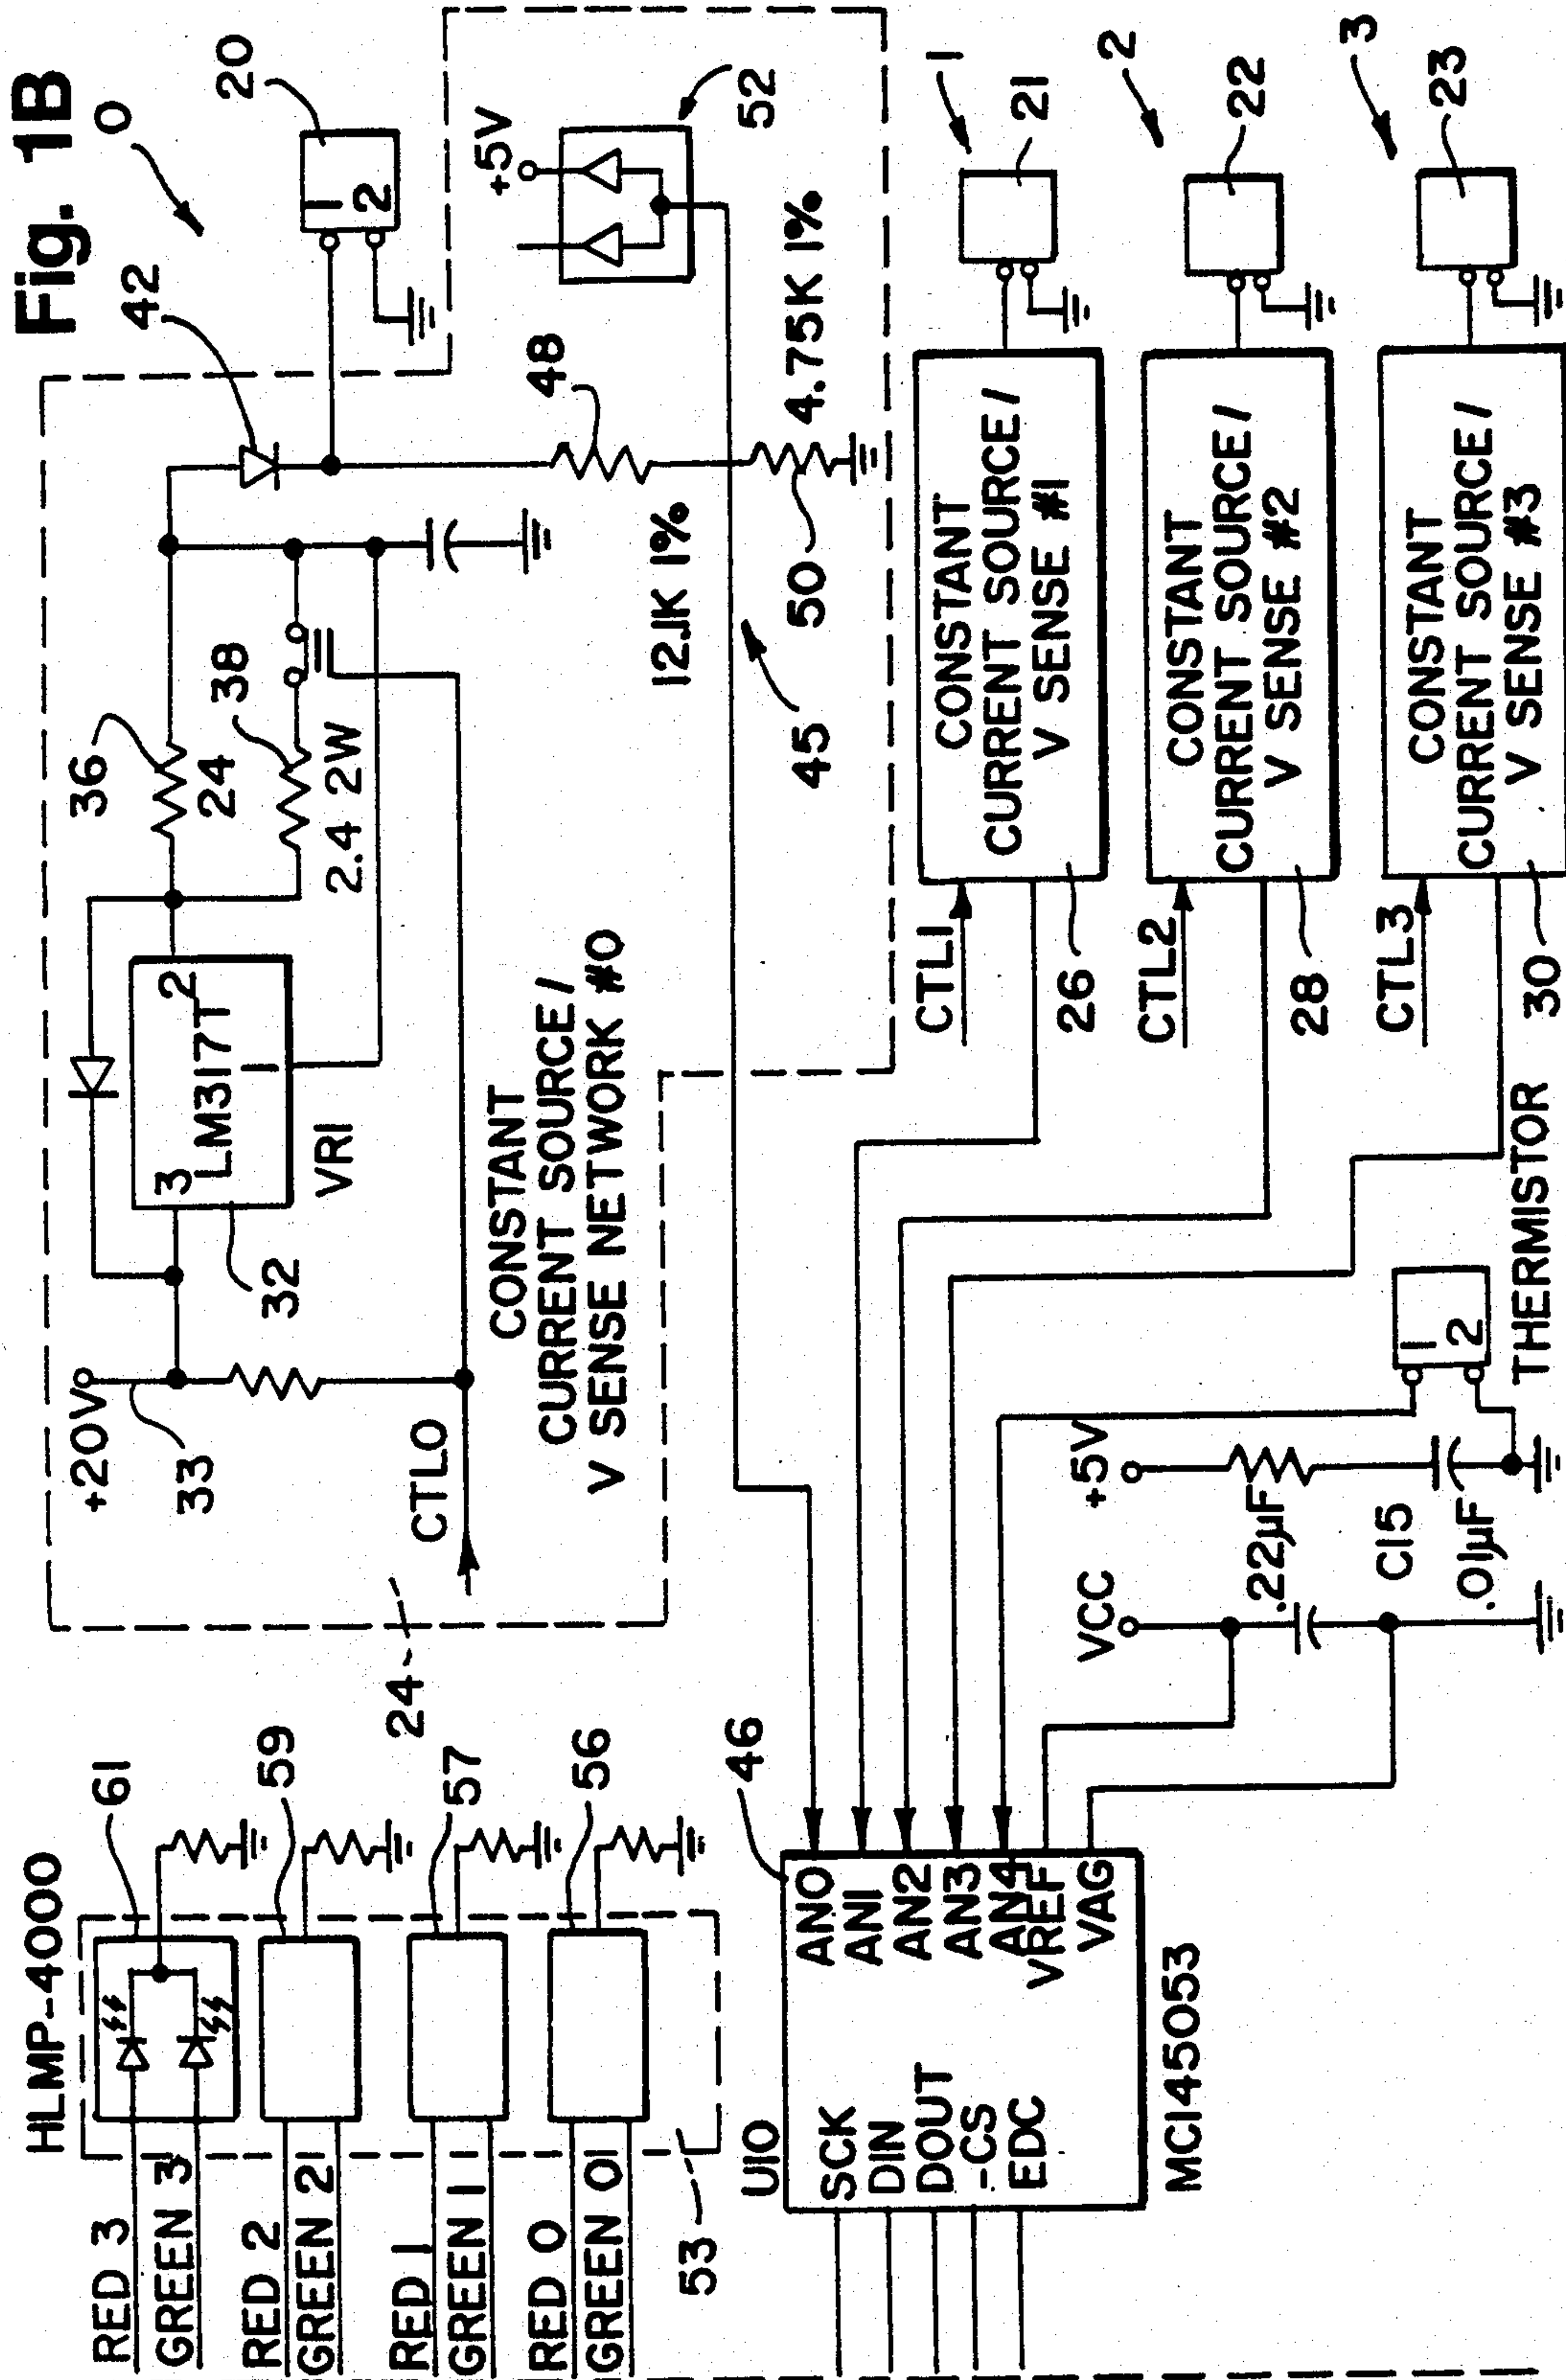 Fig. 1B
0
20
1
2
42
52
+5V
48
4.75K 1%
12.1K 1%
50
45
36
24
38
2.4 2W
3
2
LM317T
1
VR1
32
+20V
33
CTL0
CONSTANT
CURRENT SOURCE/
V SENSE NETWORK #0
24
1
21
CONSTANT
CURRENT SOURCE/
V SENSE #1
CTL1
26
2
22
CONSTANT
CURRENT SOURCE/
V SENSE #2
CTL2
28
3
23
CONSTANT
CURRENT SOURCE/
V SENSE #3
CTL3
30
THERMISTOR
1
2
+5V
.22µF
C15
.01µF
VCC
HLMP-4000
61
59
57
56
RED 3
GREEN 3
RED 2
GREEN 2
RED 1
GREEN 1
RED 0
GREEN 0
53
46
U10
AN0
AN1
AN2
AN3
AN4
VREF
VAG
SCK
DIN
DOUT
-CS
EDC
MC145053